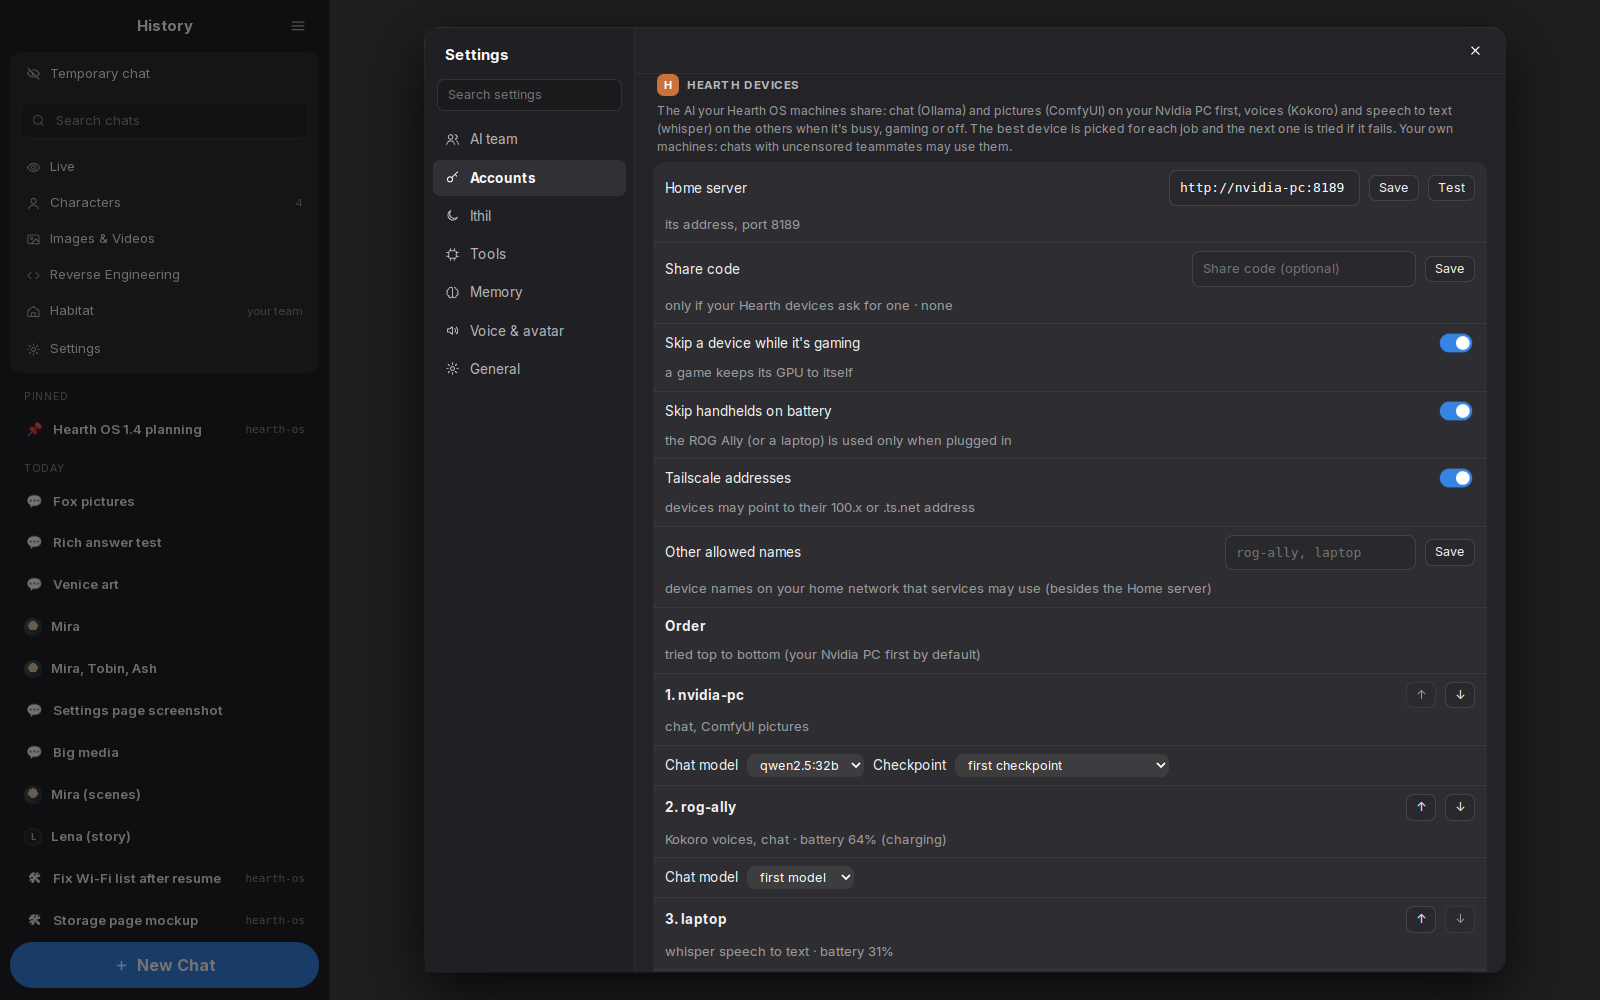 History
Temporary chat
Search chats
Live
Characters 4
Images & Videos
Reverse Engineering
Habitat your team
Settings
PINNED
Hearth OS 1.4 planning hearth-os
TODAY
Fox pictures
Rich answer test
Venice art
Mira
Mira, Tobin, Ash
Settings page screenshot
Big media
Mira (scenes)
L Lena (story)
Fix Wi-Fi list after resume hearth-os
Storage page mockup hearth-os
+ New Chat
Settings
Search settings
AI team
Accounts
Ithil
Tools
Memory
Voice & avatar
General
H HEARTH DEVICES
The AI your Hearth OS machines share: chat (Ollama) and pictures (ComfyUI) on your Nvidia PC first, voices (Kokoro) and speech to text
(whisper) on the others when it's busy, gaming or off. The best device is picked for each job and the next one is tried if it fails. Your own
machines: chats with uncensored teammates may use them.
Home server http://nvidia-pc:8189 Save Test
its address, port 8189
Share code Share code (optional) Save
only if your Hearth devices ask for one · none
Skip a device while it's gaming
a game keeps its GPU to itself
Skip handhelds on battery
the ROG Ally (or a laptop) is used only when plugged in
Tailscale addresses
devices may point to their 100.x or .ts.net address
Other allowed names rog-ally, laptop Save
device names on your home network that services may use (besides the Home server)
Order
tried top to bottom (your Nvidia PC first by default)
1. nvidia-pc ↑ ↓
chat, ComfyUI pictures
Chat model qwen2.5:32b Checkpoint first checkpoint
2. rog-ally ↑ ↓
Kokoro voices, chat · battery 64% (charging)
Chat model first model
3. laptop ↑ ↓
whisper speech to text · battery 31%